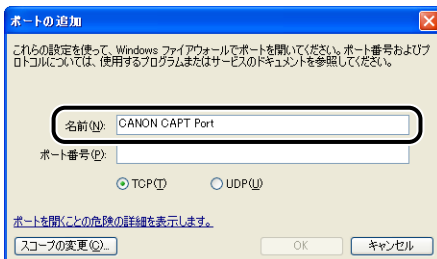 ポートの追加
これらの設定を使って、Windows ファイアウォールでポートを開いてください。ポート番号およびプ
ロトコルについては、使用するプログラムまたはサービスのドキュメントを参照してください。
名前(N): CANON CAPT Port
ポート番号(P):
TCP(T) UDP(U)
ポートを開くことの危険の詳細を表示します。
スコープの変更(C)... OK キャンセル